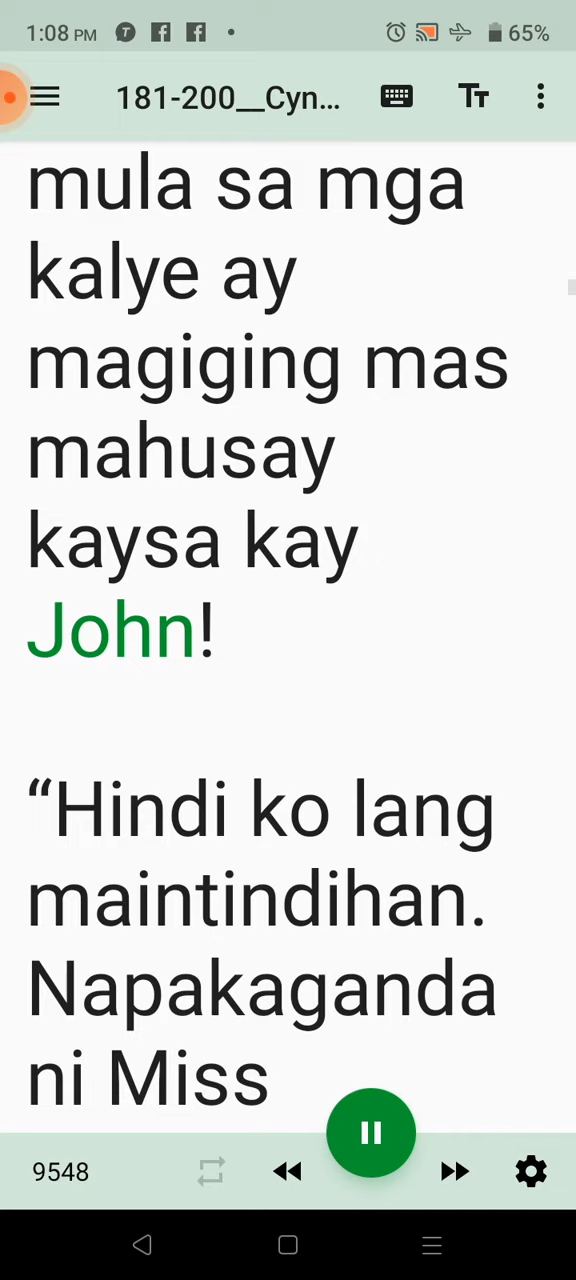 1:08 PM
65%
181-200__Cyn...
mula sa mga
kalye ay
magiging mas
mahusay
kaysa kay
John!
“Hindi ko lang
maintindihan.
Napakaganda
ni Miss
9548